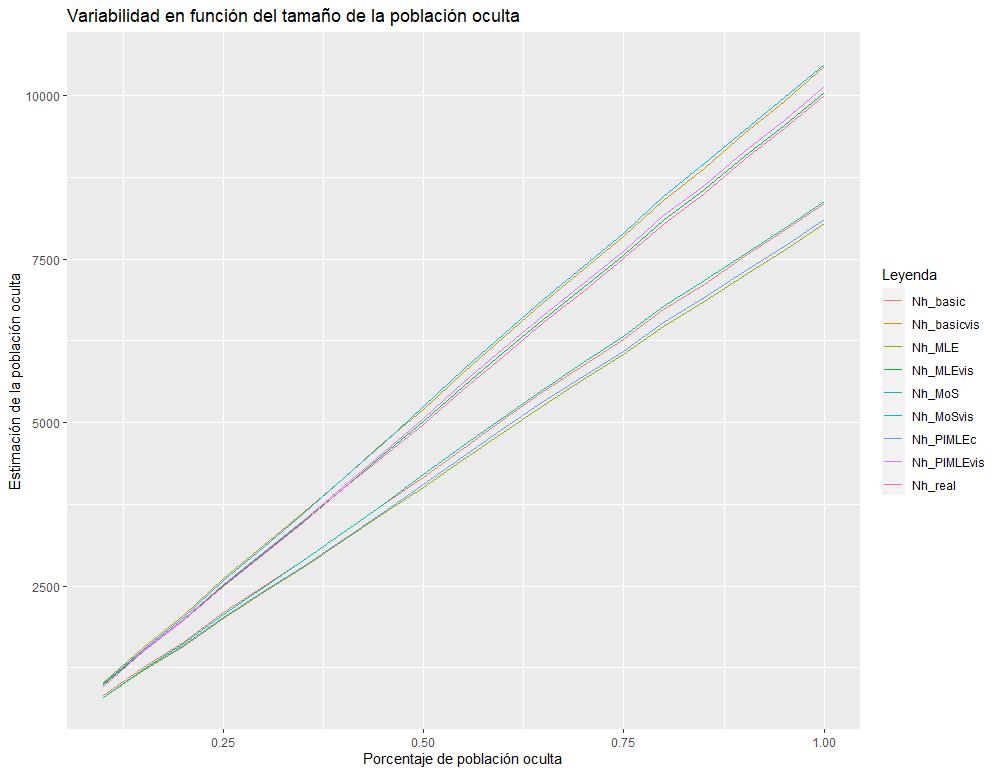 Variabilidad en función del tamaño de la población oculta
Estimación de la población oculta
10000
7500
5000
2500
0.25
0.50
0.75
1.00
Porcentaje de población oculta
Leyenda
Nh_basic
Nh_basicvis
Nh_MLE
Nh_MLEvis
Nh_MoS
Nh_MoSvis
Nh_PIMLEc
Nh_PIMLEvis
Nh_real